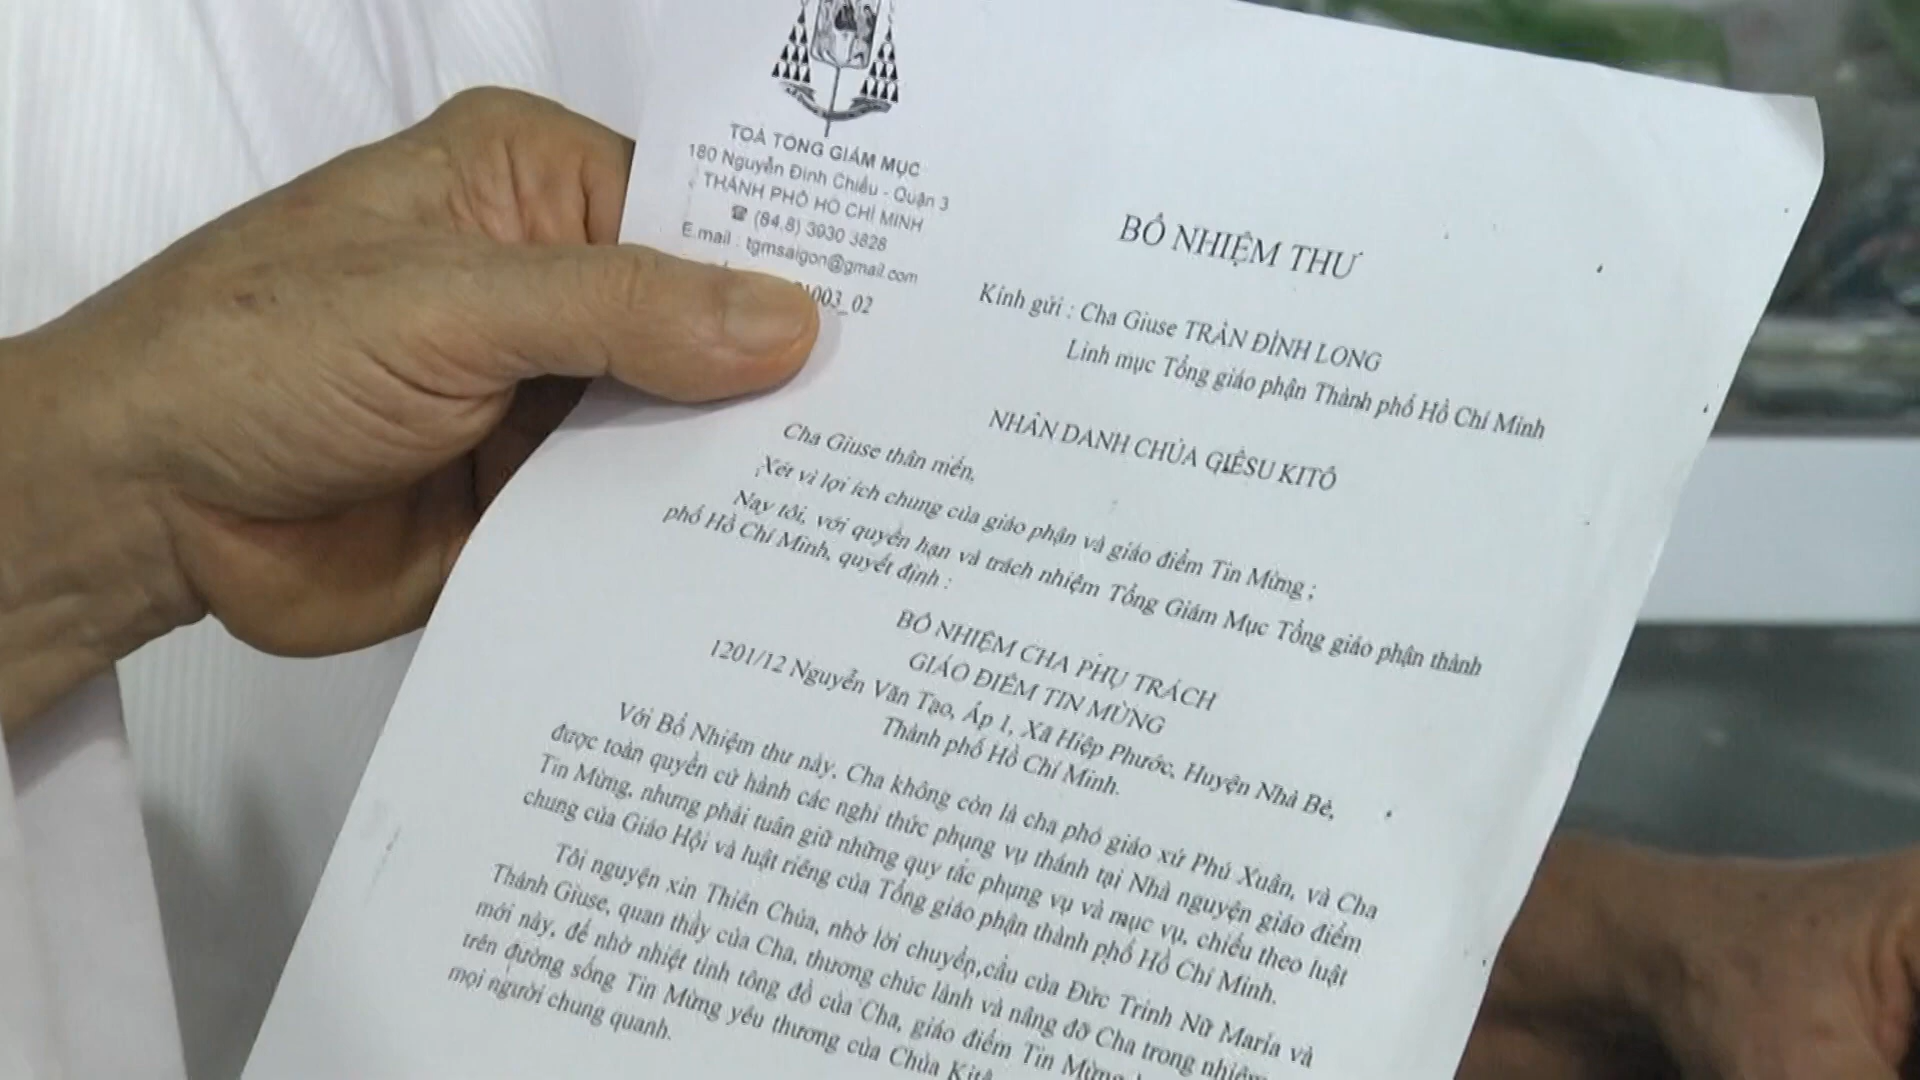 TOÀ TỔNG GIÁM MỤC
180 Nguyễn Đình Chiểu - Quận 3
THÀNH PHỐ HỒ CHÍ MINH
☎ (84.8) 3930 3828
E.mail : tgmsaigon@gmail.com
1003_02
BỔ NHIỆM THƯ
Kính gửi : Cha Giuse TRẦN ĐÌNH LONG
Linh mục Tổng giáo phận Thành phố Hồ Chí Minh
NHÂN DANH CHÚA GIÊSU KITÔ
Cha Giuse thân mến,
Xét vì lợi ích chung của giáo phận và giáo điểm Tin Mừng ;
Nay tôi, với quyền hạn và trách nhiệm Tổng Giám Mục Tổng giáo phận thành
phố Hồ Chí Minh, quyết định :
BỔ NHIỆM CHA PHỤ TRÁCH
GIÁO ĐIỂM TIN MỪNG
1201/12 Nguyễn Văn Tạo, Ấp 1, Xã Hiệp Phước, Huyện Nhà Bè,
Thành phố Hồ Chí Minh.
Với Bổ Nhiệm thư này, Cha không còn là cha phó giáo xứ Phú Xuân, và Cha
được toàn quyền cử hành các nghi thức phụng vụ thánh tại Nhà nguyện giáo điểm
Tin Mừng, nhưng phải tuân giữ những quy tắc phụng vụ và mục vụ, chiếu theo luật
chung của Giáo Hội và luật riêng của Tổng giáo phận thành phố Hồ Chí Minh.
Tôi nguyện xin Thiên Chúa, nhờ lời chuyển cầu của Đức Trinh Nữ Maria và
Thánh Giuse, quan thầy của Cha, thương chúc lành và nâng đỡ Cha trong nhiệm
mới này, để nhờ nhiệt tình tông đồ của Cha, giáo điểm Tin Mừng
trên đường sống Tin Mừng yêu thương của Chúa Kitô
mọi người chung quanh.